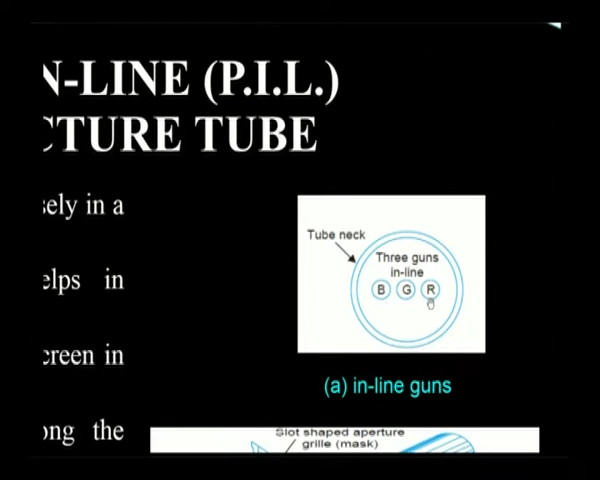 N-LINE (P.I.L.)
CTURE TUBE
sely in a
elps in
creen in
ong the
Tube neck
Three guns
in-line
B G R
(a) in-line guns
Slot shaped aperture
grille (mask)